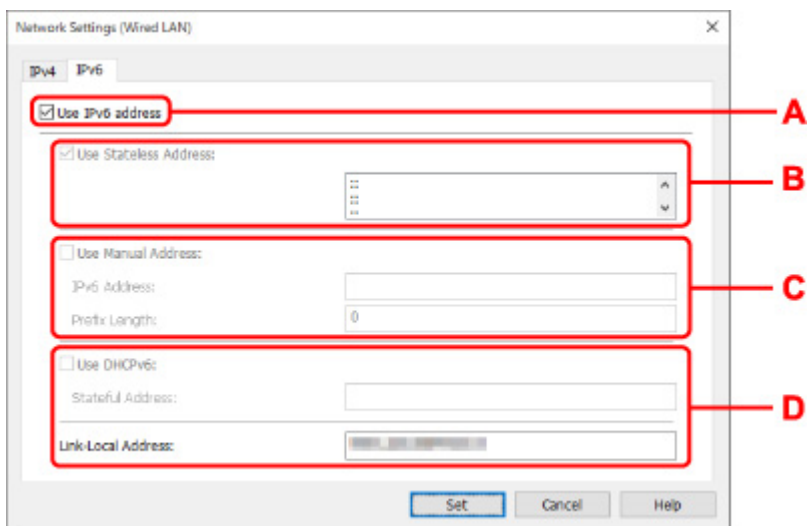 Network Settings (Wired LAN)
IPv4 IPv6
Use IPv6 address A
Use Stateless Address: B
::
::
::
Use Manual Address:
IPv6 Address: C
Prefix Length: 0
Use DHCPv6:
Stateful Address: D
Link-Local Address:
Set Cancel Help